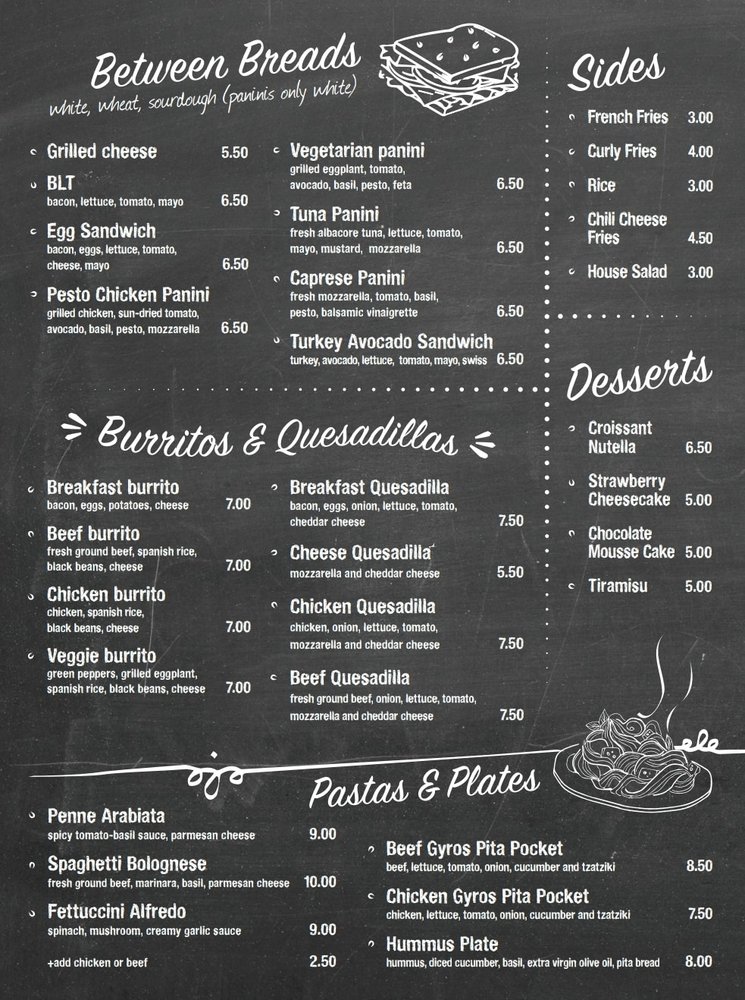 Between Breads
white, wheat, sourdough (paninis only white)
Grilled cheese 5.50
BLT
bacon, lettuce, tomato, mayo 6.50
Egg Sandwich
bacon, eggs, lettuce, tomato,
cheese, mayo 6.50
Pesto Chicken Panini
grilled chicken, sun-dried tomato,
avocado, basil, pesto, mozzarella 6.50
Vegetarian panini
grilled eggplant, tomato,
avocado, basil, pesto, feta 6.50
Tuna Panini
fresh albacore tuna, lettuce, tomato,
mayo, mustard, mozzarella 6.50
Caprese Panini
fresh mozzarella, tomato, basil,
pesto, balsamic vinaigrette 6.50
Turkey Avocado Sandwich
turkey, avocado, lettuce, tomato, mayo, swiss 6.50
Sides
French Fries 3.00
Curly Fries 4.00
Rice 3.00
Chili Cheese
Fries 4.50
House Salad 3.00
Desserts
Croissant
Nutella 6.50
Strawberry
Cheesecake 5.00
Chocolate
Mousse Cake 5.00
Tiramisu 5.00
Burritos & Quesadillas
Breakfast burrito
bacon, eggs, potatoes, cheese 7.00
Beef burrito
fresh ground beef, spanish rice,
black beans, cheese 7.00
Chicken burrito
chicken, spanish rice,
black beans, cheese 7.00
Veggie burrito
green peppers, grilled eggplant,
spanish rice, black beans, cheese 7.00
Breakfast Quesadilla
bacon, eggs, onion, lettuce, tomato,
cheddar cheese 7.50
Cheese Quesadilla
mozzarella and cheddar cheese 5.50
Chicken Quesadilla
chicken, onion, lettuce, tomato,
mozzarella and cheddar cheese 7.50
Beef Quesadilla
fresh ground beef, onion, lettuce, tomato,
mozzarella and cheddar cheese 7.50
Pastas & Plates
Penne Arabiata
spicy tomato-basil sauce, parmesan cheese 9.00
Spaghetti Bolognese
fresh ground beef, marinara, basil, parmesan cheese 10.00
Fettuccini Alfredo
spinach, mushroom, creamy garlic sauce 9.00
+add chicken or beef 2.50
Beef Gyros Pita Pocket
beef, lettuce, tomato, onion, cucumber and tzatziki 8.50
Chicken Gyros Pita Pocket
chicken, lettuce, tomato, onion, cucumber and tzatziki 7.50
Hummus Plate
hummus, diced cucumber, basil, extra virgin olive oil, pita bread 8.00